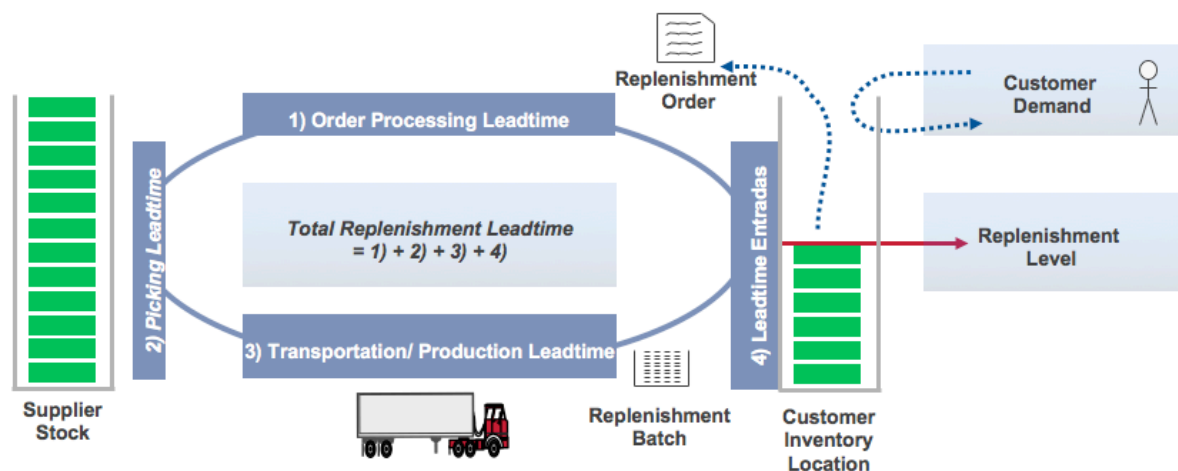 Replenishment
Order
Customer
Demand
1) Order Processing Leadtime
2) Picking Leadtime
Total Replenishment Leadtime
= 1) + 2) + 3) + 4)
4) Leadtime Entradas
Replenishment
Level
3) Transportation/ Production Leadtime
Supplier
Stock
Replenishment
Batch
Customer
Inventory
Location